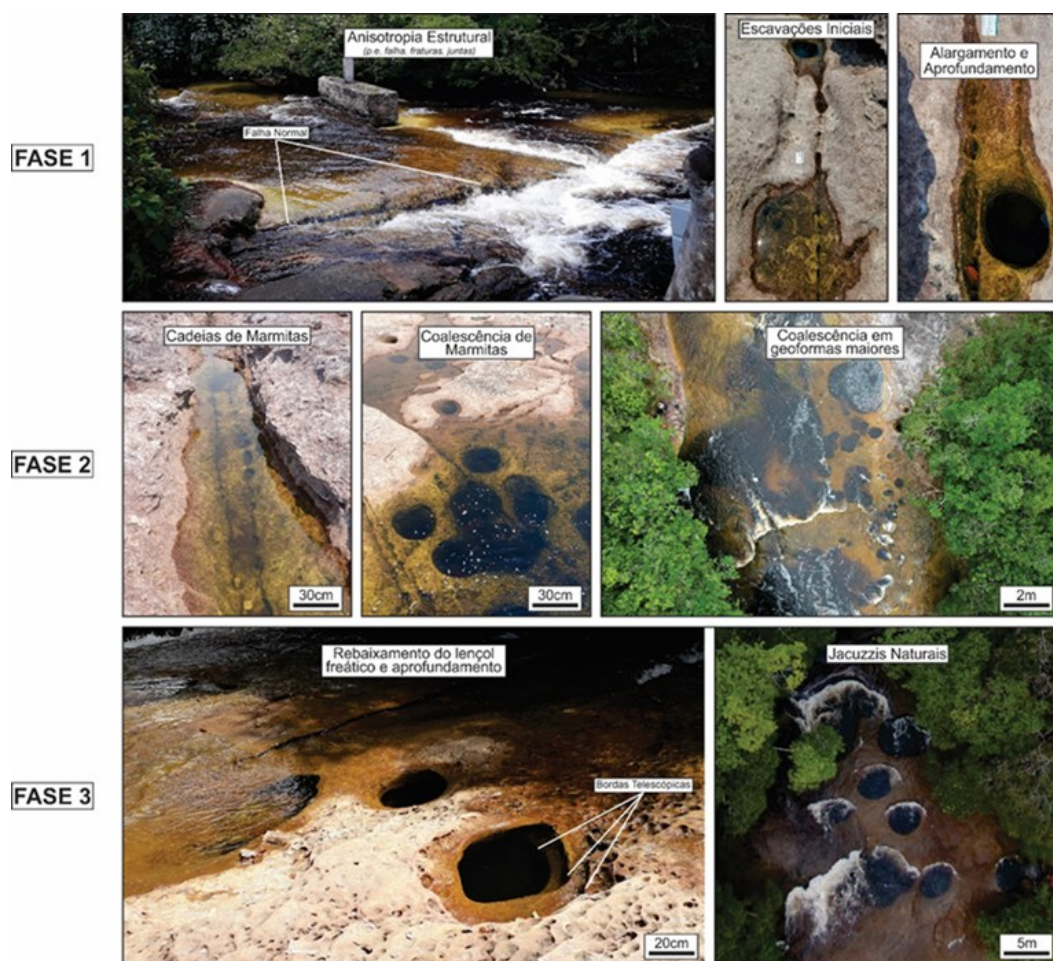 FASE 1
Anisotropia Estrutural
(p.e. falha, fraturas, juntas)
Falha Normal
Escavações Iniciais
Alargamento e
Aprofundamento
FASE 2
Cadeias de Marmitas
30cm
Coalescência de
Marmitas
30cm
Coalescência em
geoformas maiores
2m
FASE 3
Rebaixamento do lençol
freático e aprofundamento
Bordas Telescópicas
20cm
Jacuzzis Naturais
5m